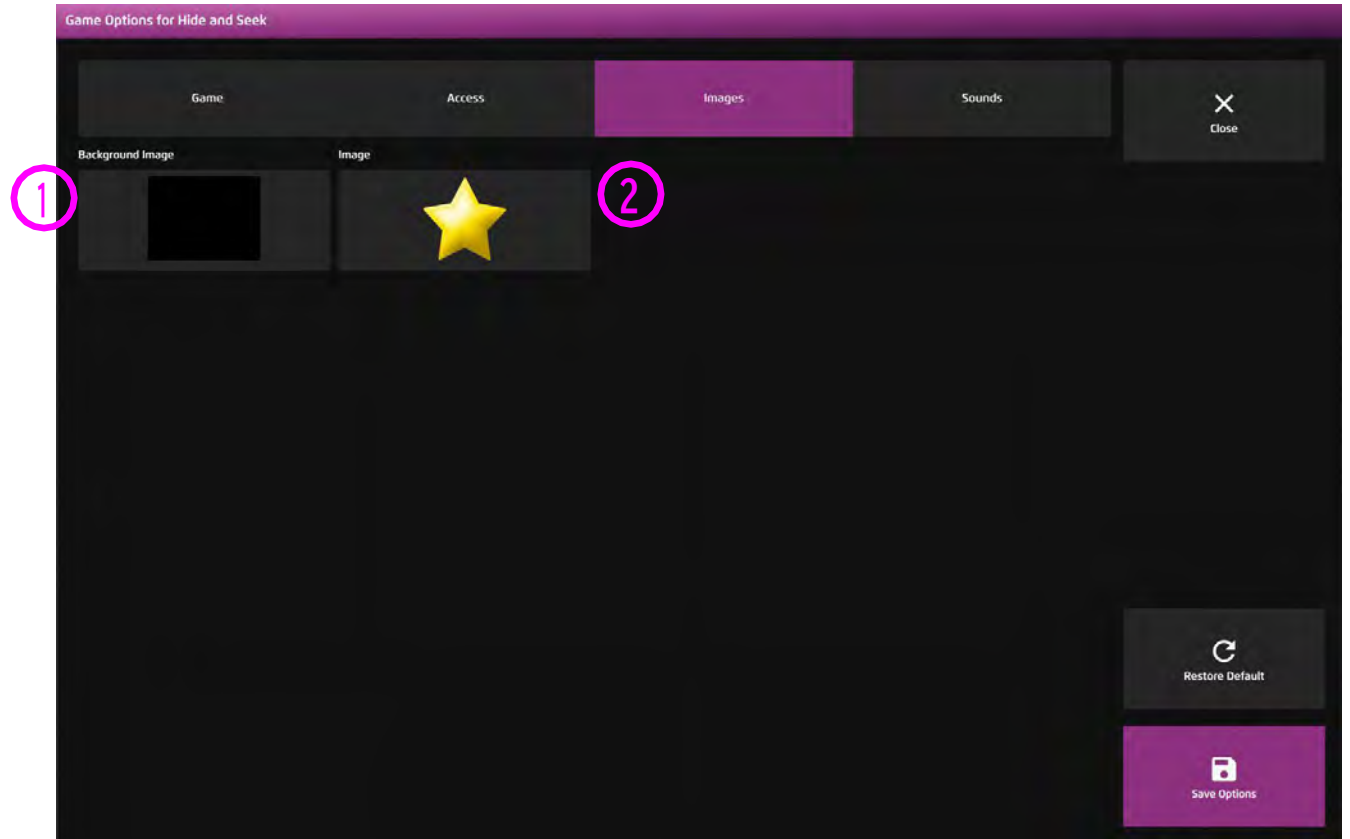 Game Options for Hide and Seek
Game Access Images Sounds
Close
Background Image Image
1 2
Restore Default
Save Options